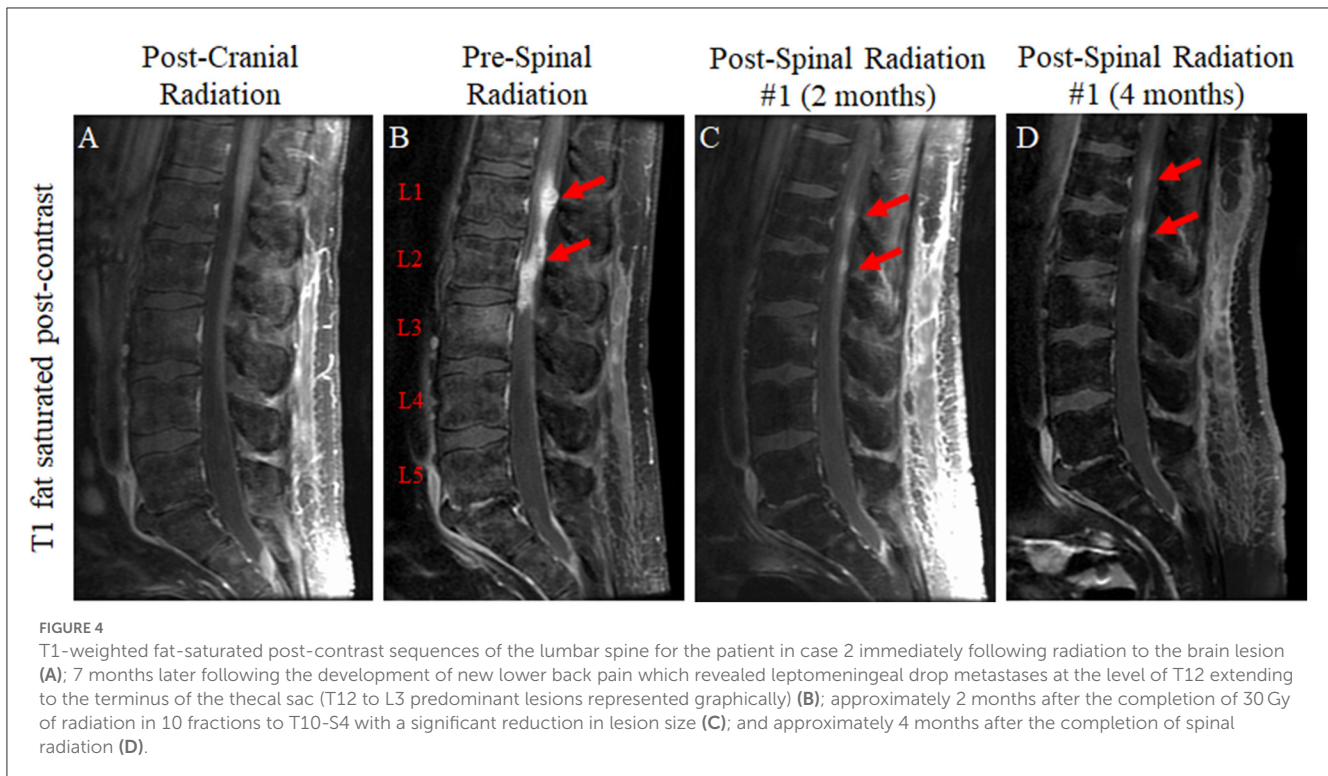 Post-Cranial
Radiation
Pre-Spinal
Radiation
Post-Spinal Radiation
#1 (2 months)
Post-Spinal Radiation
#1 (4 months)
T1 fat saturated post-contrast
A
B
C
D
L1
L2
L3
L4
L5
FIGURE 4
T1-weighted fat-saturated post-contrast sequences of the lumbar spine for the patient in case 2 immediately following radiation to the brain lesion
(A); 7 months later following the development of new lower back pain which revealed leptomeningeal drop metastases at the level of T12 extending
to the terminus of the thecal sac (T12 to L3 predominant lesions represented graphically) (B); approximately 2 months after the completion of 30 Gy
of radiation in 10 fractions to T10-S4 with a significant reduction in lesion size (C); and approximately 4 months after the completion of spinal
radiation (D).